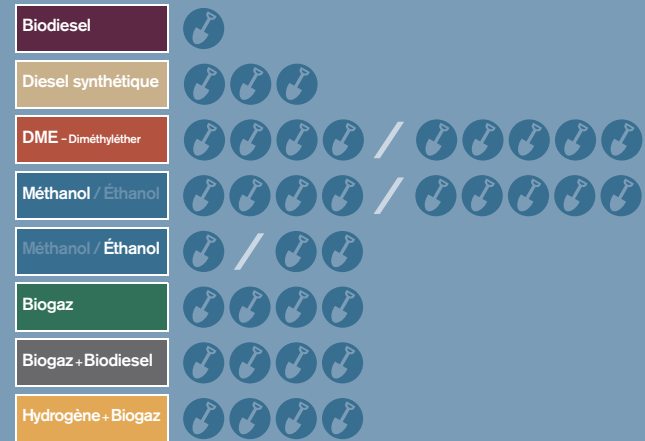 Biodiesel
Diesel synthétique
DME - Diméthyléther
Méthanol / Éthanol
Méthanol / Éthanol
Biogaz
Biogaz + Biodiesel
Hydrogène + Biogaz